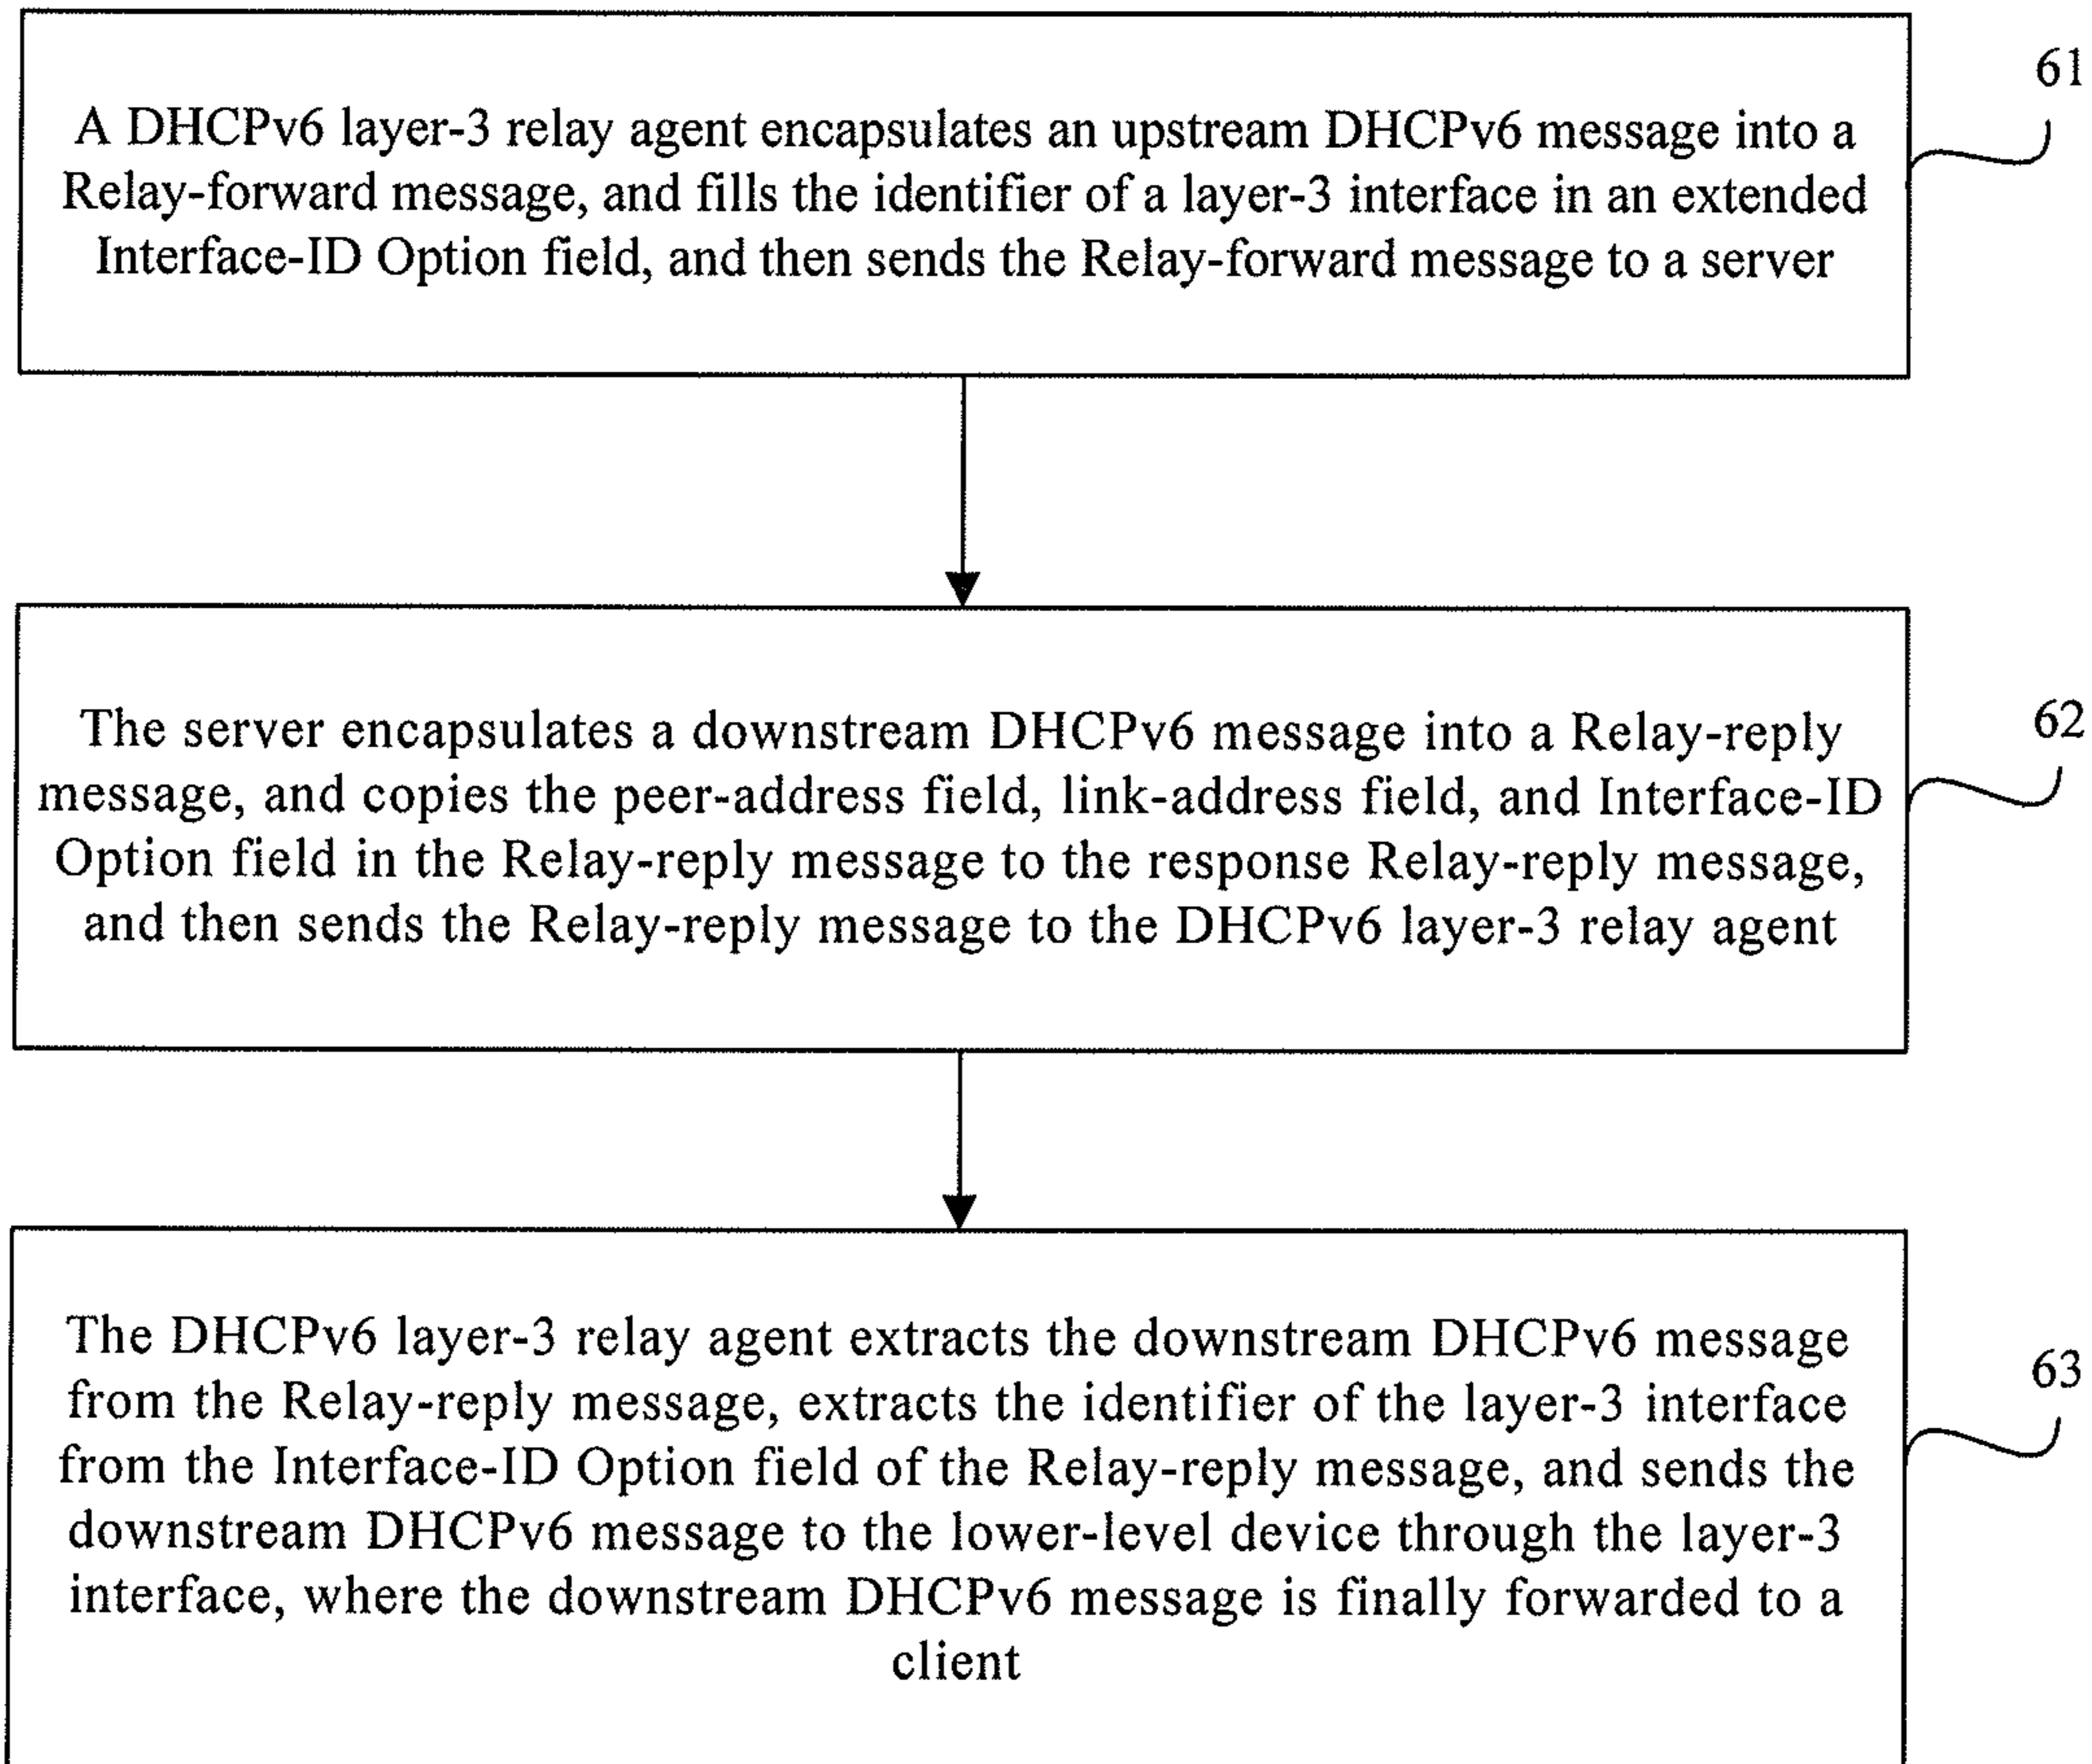 A DHCPv6 layer-3 relay agent encapsulates an upstream DHCPv6 message into a
Relay-forward message, and fills the identifier of a layer-3 interface in an extended
Interface-ID Option field, and then sends the Relay-forward message to a server
61
The server encapsulates a downstream DHCPv6 message into a Relay-reply
message, and copies the peer-address field, link-address field, and Interface-ID
Option field in the Relay-reply message to the response Relay-reply message,
and then sends the Relay-reply message to the DHCPv6 layer-3 relay agent
62
The DHCPv6 layer-3 relay agent extracts the downstream DHCPv6 message
from the Relay-reply message, extracts the identifier of the layer-3 interface
from the Interface-ID Option field of the Relay-reply message, and sends the
downstream DHCPv6 message to the lower-level device through the layer-3
interface, where the downstream DHCPv6 message is finally forwarded to a
client
63